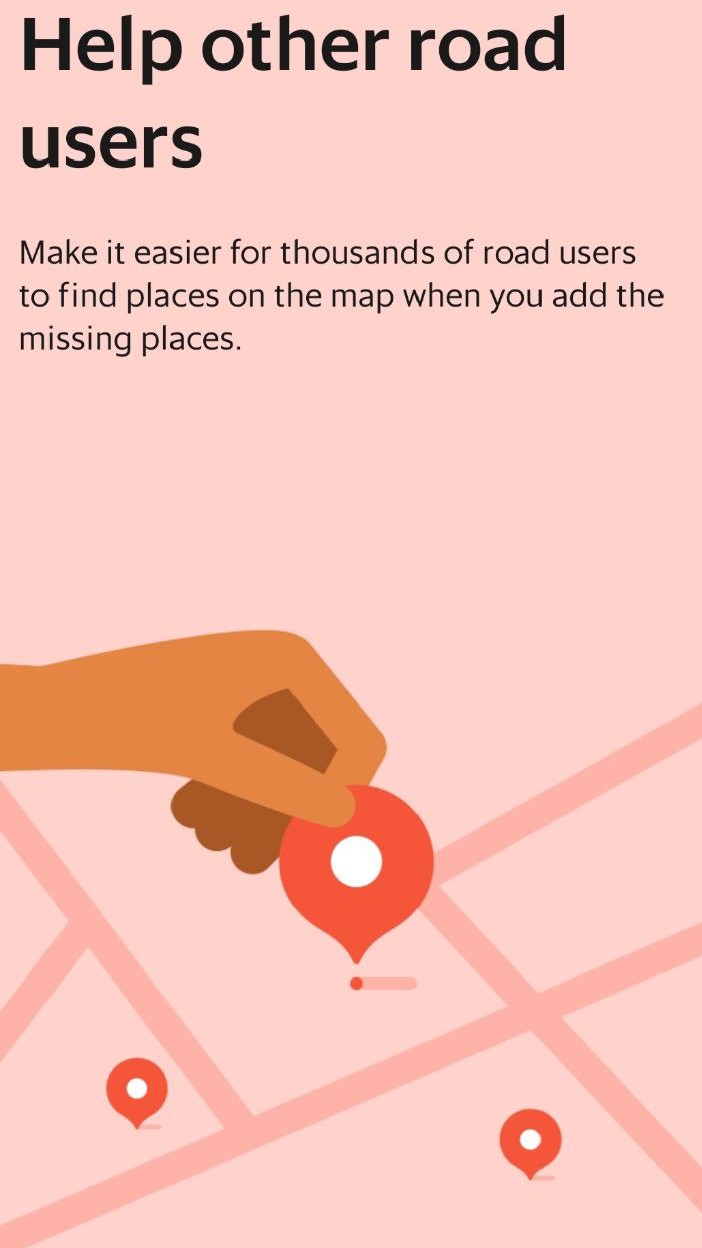 Help other road
users
Make it easier for thousands of road users
to find places on the map when you add the
missing places.